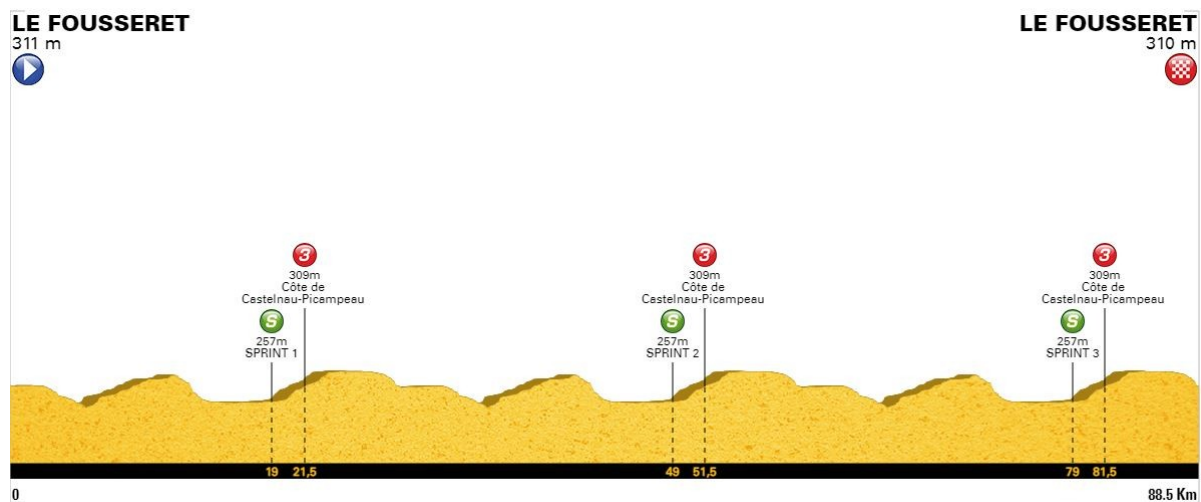 LE FOUSSERET
311 m
LE FOUSSERET
310 m
3
309m
Côte de
Castelnau-Picampeau
S
257m
SPRINT 1
3
309m
Côte de
Castelnau-Picampeau
S
257m
SPRINT 2
3
309m
Côte de
Castelnau-Picampeau
S
257m
SPRINT 3
19 21,5 49 51,5 79 81,5
0 88.5 Km